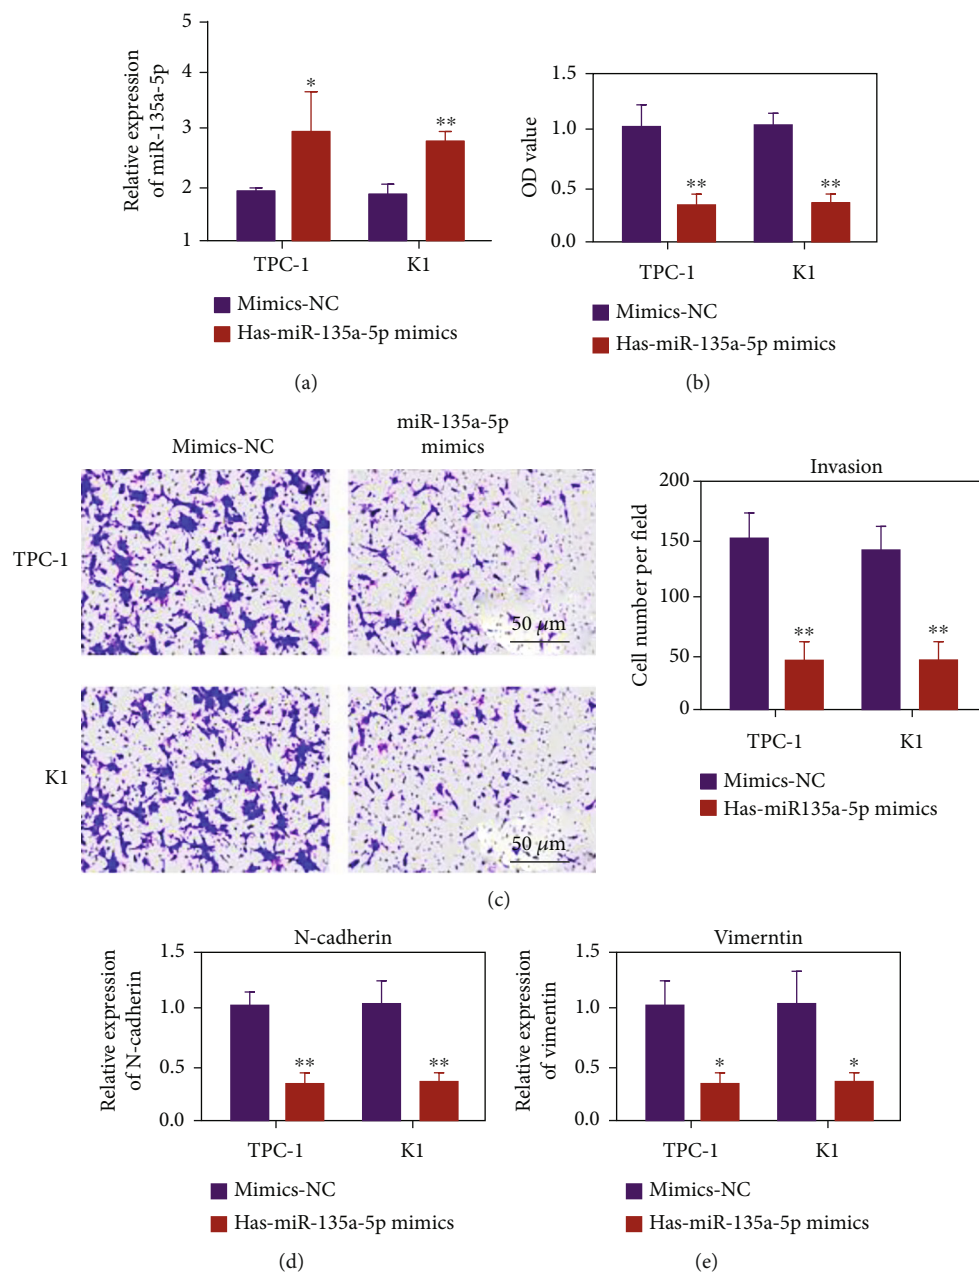 Relative expression
of miR-135a-5p
5
4
3
2
1
*
**
TPC-1
K1
Mimics-NC
Has-miR-135a-5p mimics
(a)
OD value
1.5
1.0
0.5
0.0
**
**
TPC-1
K1
Mimics-NC
Has-miR-135a-5p mimics
(b)
Mimics-NC
miR-135a-5p
mimics
TPC-1
50 µm
K1
50 µm
Invasion
Cell number per field
200
150
100
50
0
**
**
TPC-1
K1
Mimics-NC
Has-miR135a-5p mimics
(c)
N-cadherin
Relative expression
of N-cadherin
1.5
1.0
0.5
0.0
**
**
TPC-1
K1
Mimics-NC
Has-miR-135a-5p mimics
(d)
Vimerntin
Relative expression
of vimentin
1.5
1.0
0.5
0.0
*
*
TPC-1
K1
Mimics-NC
Has-miR-135a-5p mimics
(e)